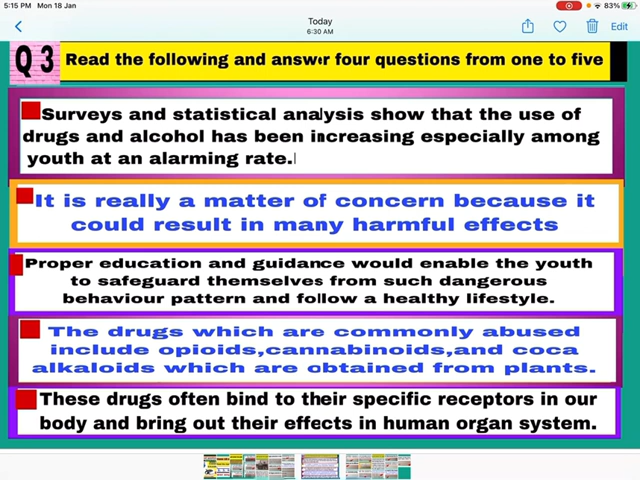 5:15 PM Mon 18 Jan
83%
Today
6:30 AM
Edit
Q 3 Read the following and answer four questions from one to five
Surveys and statistical analysis show that the use of
drugs and alcohol has been increasing especially among
youth at an alarming rate.
It is really a matter of concern because it
could result in many harmful effects
Proper education and guidance would enable the youth
to safeguard themselves from such dangerous
behaviour pattern and follow a healthy lifestyle.
The drugs which are commonly abused
include opioids,cannabinoids,and coca
alkaloids which are obtained from plants.
These drugs often bind to their specific receptors in our
body and bring out their effects in human organ system.